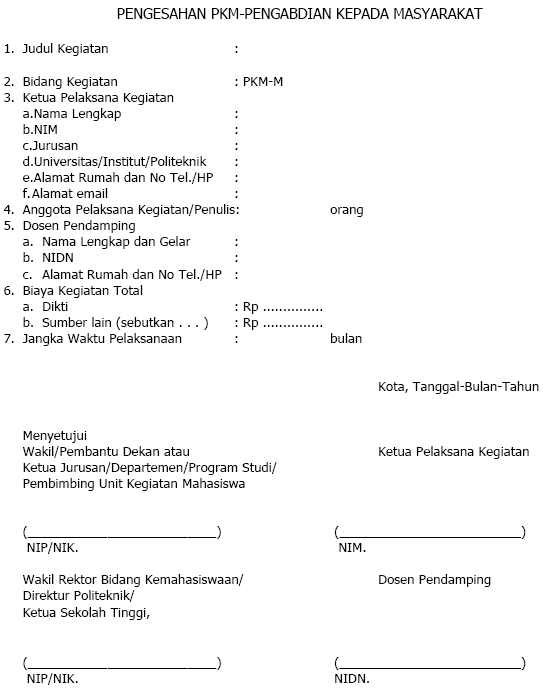 PENGESAHAN PKM-PENGABDIAN KEPADA MASYARAKAT
1. Judul Kegiatan :
2. Bidang Kegiatan : PKM-M
3. Ketua Pelaksana Kegiatan
a.Nama Lengkap :
b.NIM :
c.Jurusan :
d.Universitas/Institut/Politeknik :
e.Alamat Rumah dan No Tel./HP :
f.Alamat email :
4. Anggota Pelaksana Kegiatan/Penulis: orang
5. Dosen Pendamping
a. Nama Lengkap dan Gelar :
b. NIDN :
c. Alamat Rumah dan No Tel./HP :
6. Biaya Kegiatan Total
a. Dikti : Rp ...............
b. Sumber lain (sebutkan . . . ) : Rp ...............
7. Jangka Waktu Pelaksanaan : bulan
Kota, Tanggal-Bulan-Tahun
Menyetujui
Wakil/Pembantu Dekan atau Ketua Pelaksana Kegiatan
Ketua Jurusan/Departemen/Program Studi/
Pembimbing Unit Kegiatan Mahasiswa
(___________________________) (__________________________)
NIP/NIK. NIM.
Wakil Rektor Bidang Kemahasiswaan/ Dosen Pendamping
Direktur Politeknik/
Ketua Sekolah Tinggi,
(___________________________) (__________________________)
NIP/NIK. NIDN.